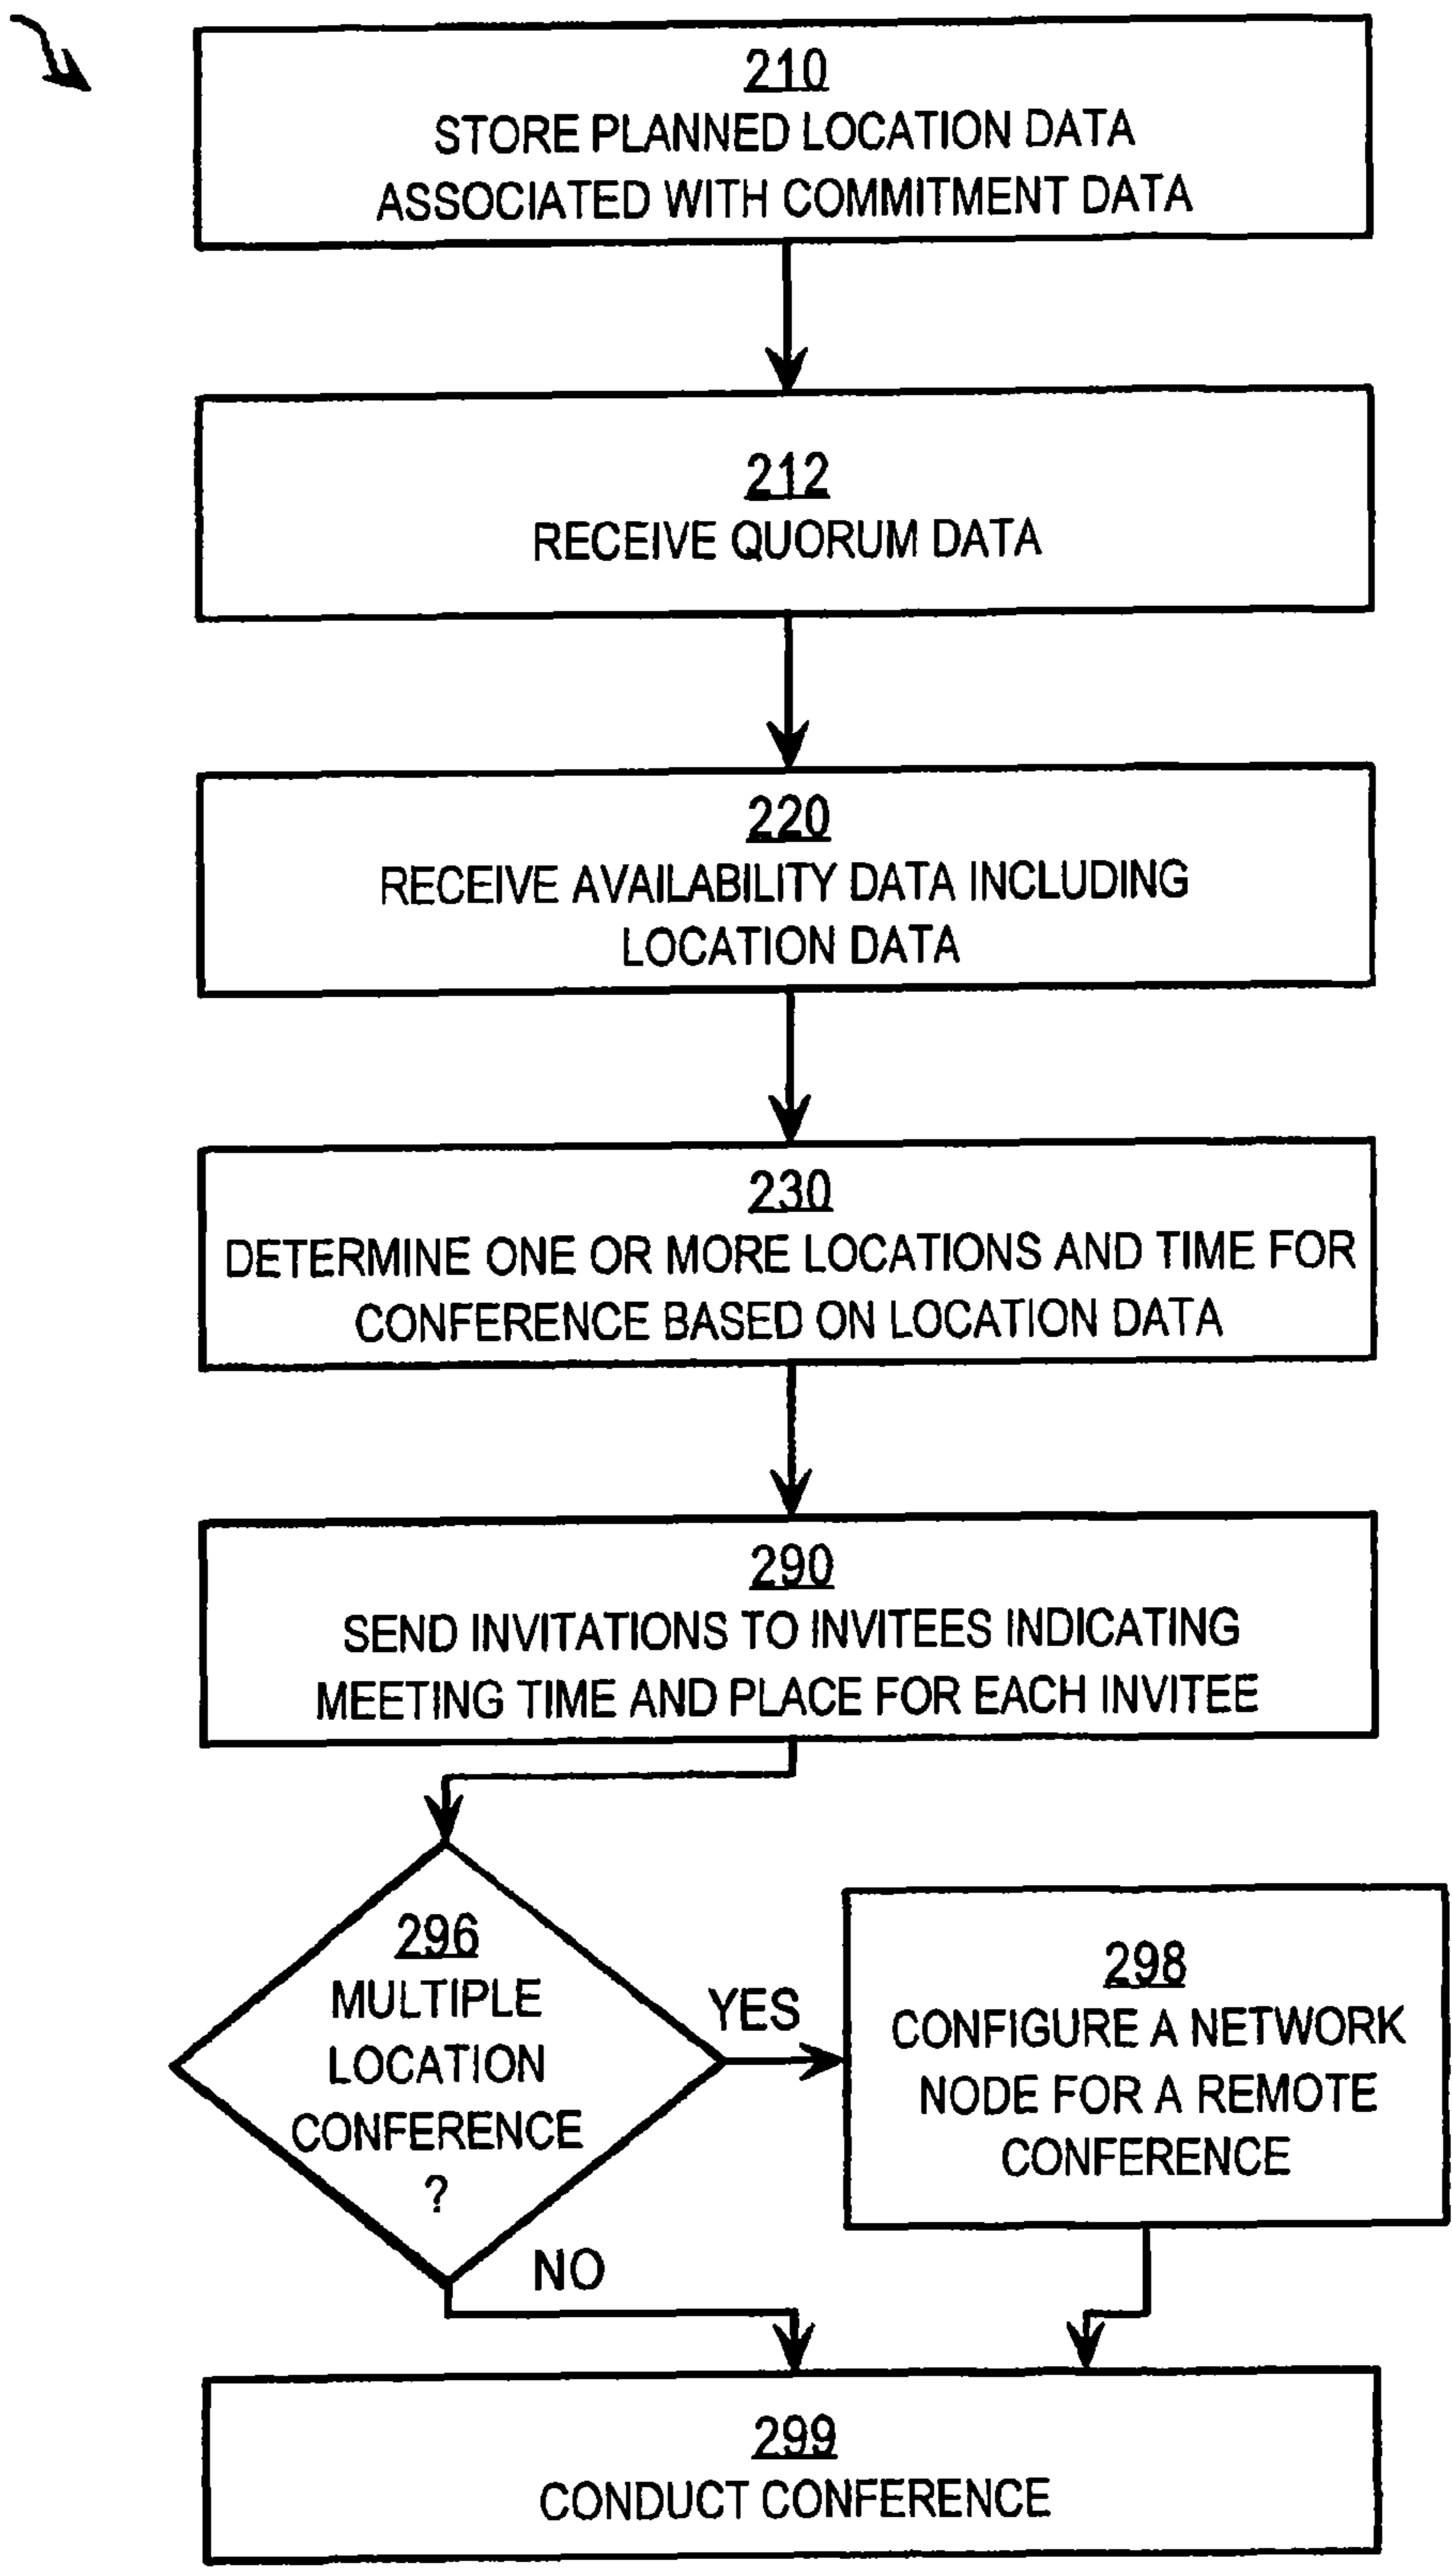 210
STORE PLANNED LOCATION DATA
ASSOCIATED WITH COMMITMENT DATA
212
RECEIVE QUORUM DATA
220
RECEIVE AVAILABILITY DATA INCLUDING
LOCATION DATA
230
DETERMINE ONE OR MORE LOCATIONS AND TIME FOR
CONFERENCE BASED ON LOCATION DATA
290
SEND INVITATIONS TO INVITEES INDICATING
MEETING TIME AND PLACE FOR EACH INVITEE
296
MULTIPLE
LOCATION
CONFERENCE
?
YES
298
CONFIGURE A NETWORK
NODE FOR A REMOTE
CONFERENCE
NO
299
CONDUCT CONFERENCE